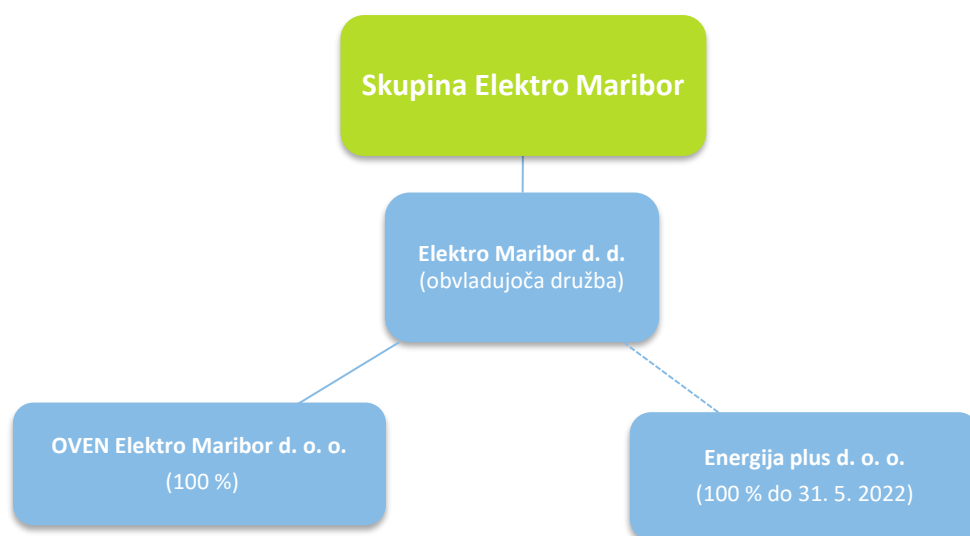 Skupina Elektro Maribor
Elektro Maribor d. d.
(obvladujoča družba)
OVEN Elektro Maribor d. o. o.
(100 %)
Energija plus d. o. o.
(100 % do 31. 5. 2022)